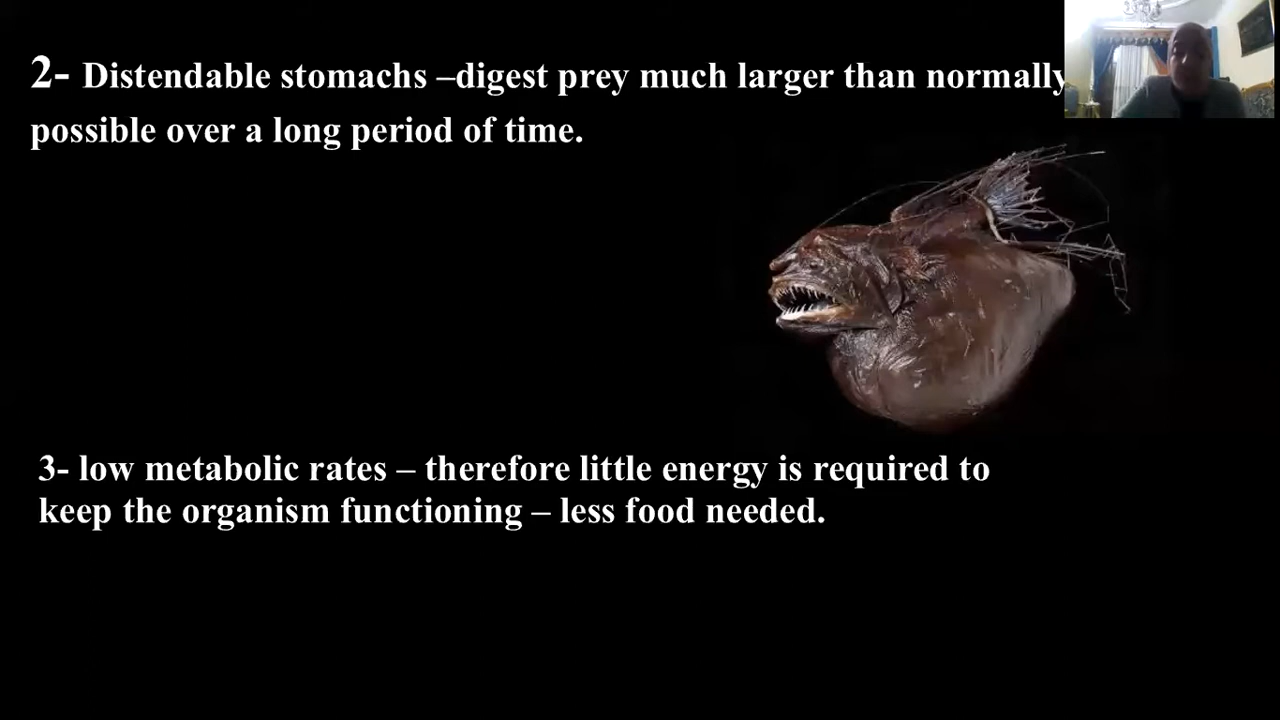 2- Distendable stomachs –digest prey much larger than normally
possible over a long period of time.
3- low metabolic rates – therefore little energy is required to
keep the organism functioning – less food needed.